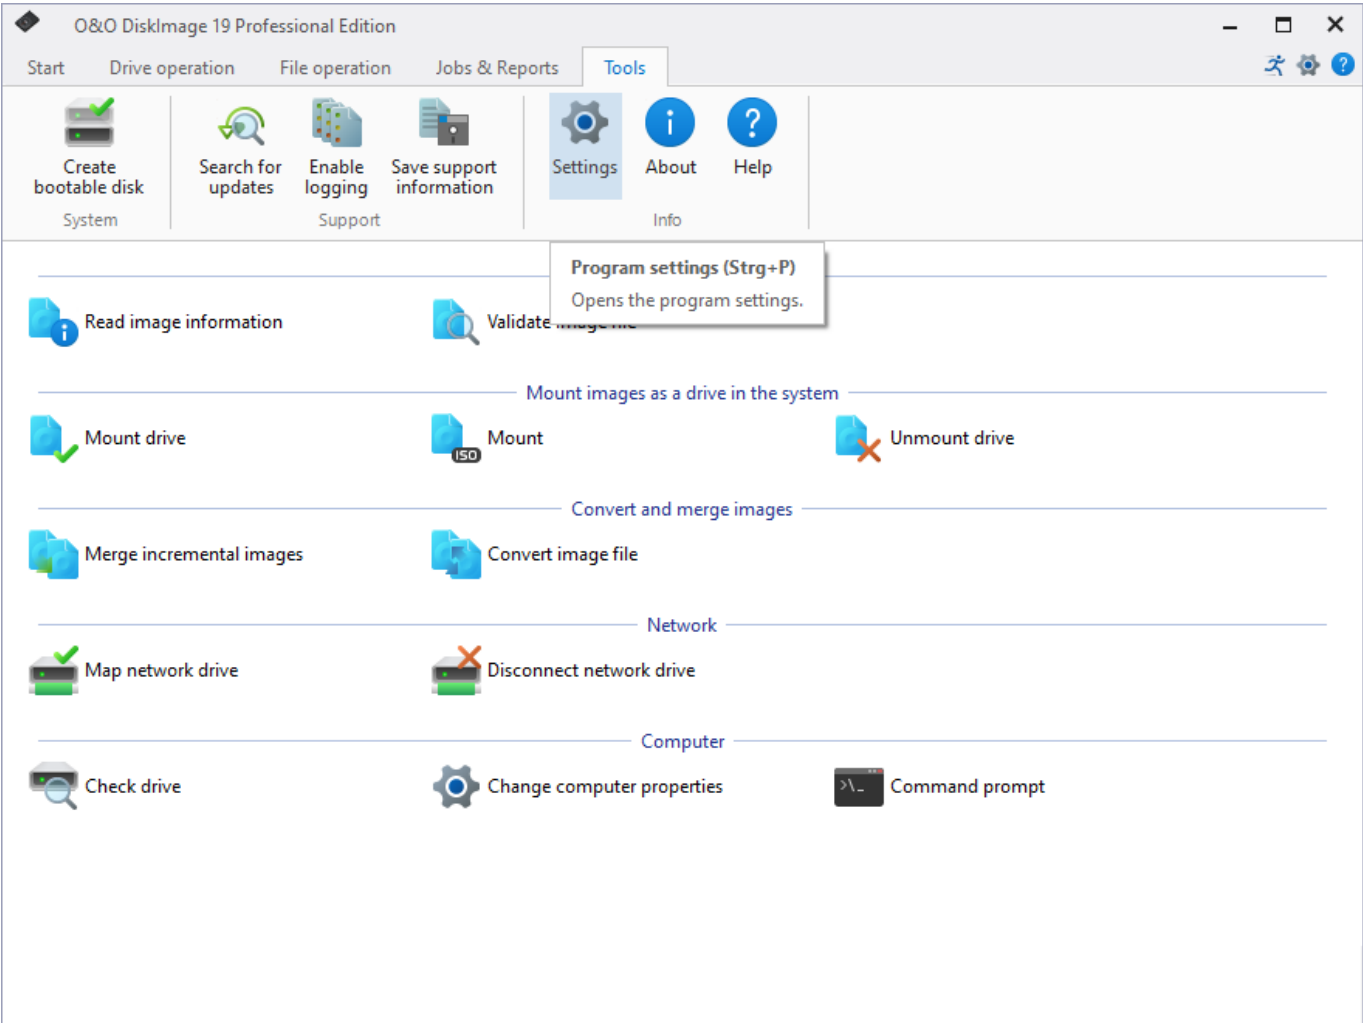 O&O DiskImage 19 Professional Edition
Start Drive operation File operation Jobs & Reports Tools
Create
bootable disk
Search for
updates
Enable
logging
Save support
information
Settings
About
Help
System
Support
Info
Program settings (Strg+P)
Opens the program settings.
Read image information
Validate image file
Mount images as a drive in the system
Mount drive
Mount
ISO
Unmount drive
Convert and merge images
Merge incremental images
Convert image file
Network
Map network drive
Disconnect network drive
Computer
Check drive
Change computer properties
>\_
Command prompt